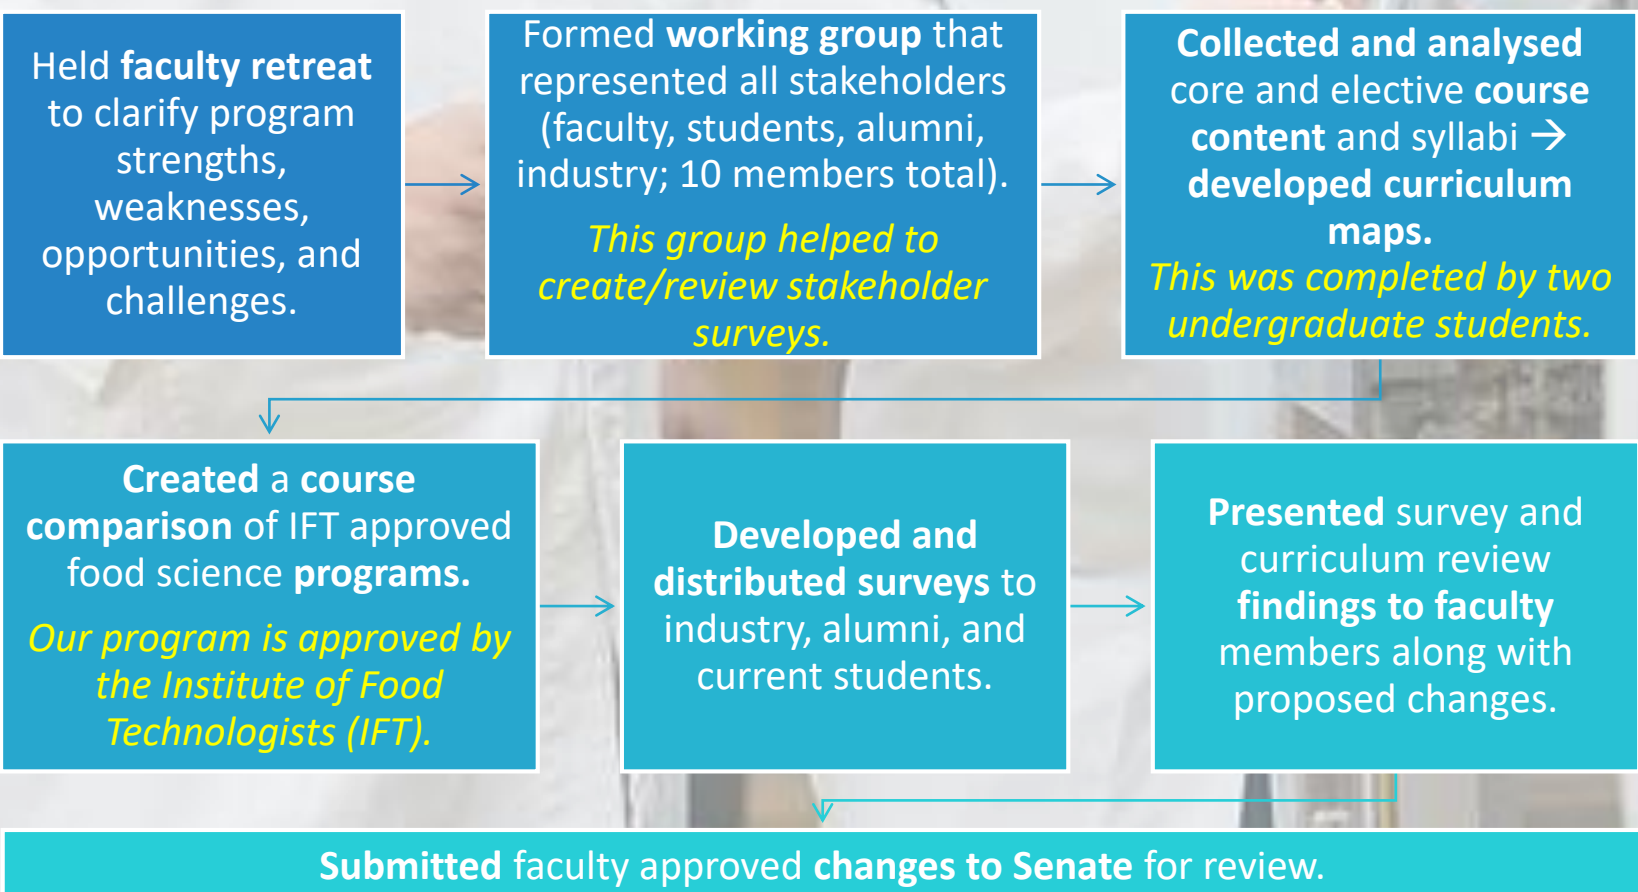 Held faculty retreat
to clarify program
strengths,
weaknesses,
opportunities, and
challenges.
Formed working group that
represented all stakeholders
(faculty, students, alumni,
industry; 10 members total).
This group helped to
create/review stakeholder
surveys.
Collected and analysed
core and elective course
content and syllabi →
developed curriculum
maps.
This was completed by two
undergraduate students.
Created a course
comparison of IFT approved
food science programs.
Our program is approved by
the Institute of Food
Technologists (IFT).
Developed and
distributed surveys to
industry, alumni, and
current students.
Presented survey and
curriculum review
findings to faculty
members along with
proposed changes.
Submitted faculty approved changes to Senate for review.